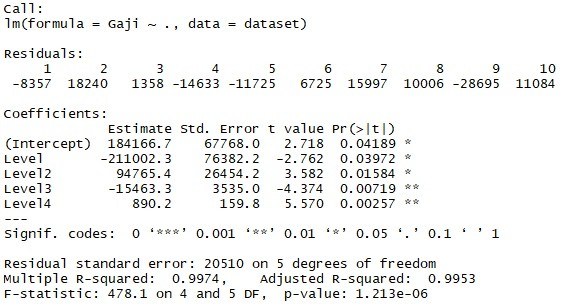 Call:
lm(formula = Gaji ~ ., data = dataset)
Residuals:
1 2 3 4 5 6 7 8 9 10
-8357 18240 1358 -14633 -11725 6725 15997 10006 -28695 11084
Coefficients:
Estimate Std. Error t value Pr(>|t|)
(Intercept) 184166.7 67768.0 2.718 0.04189 *
Level -211002.3 76382.2 -2.762 0.03972 *
Level2 94765.4 26454.2 3.582 0.01584 *
Level3 -15463.3 3535.0 -4.374 0.00719 **
Level4 890.2 159.8 5.570 0.00257 **
---
Signif. codes: 0 ‘***’ 0.001 ‘**’ 0.01 ‘*’ 0.05 ‘.’ 0.1 ‘ ’ 1
Residual standard error: 20510 on 5 degrees of freedom
Multiple R-squared: 0.9974, Adjusted R-squared: 0.9953
F-statistic: 478.1 on 4 and 5 DF, p-value: 1.213e-06